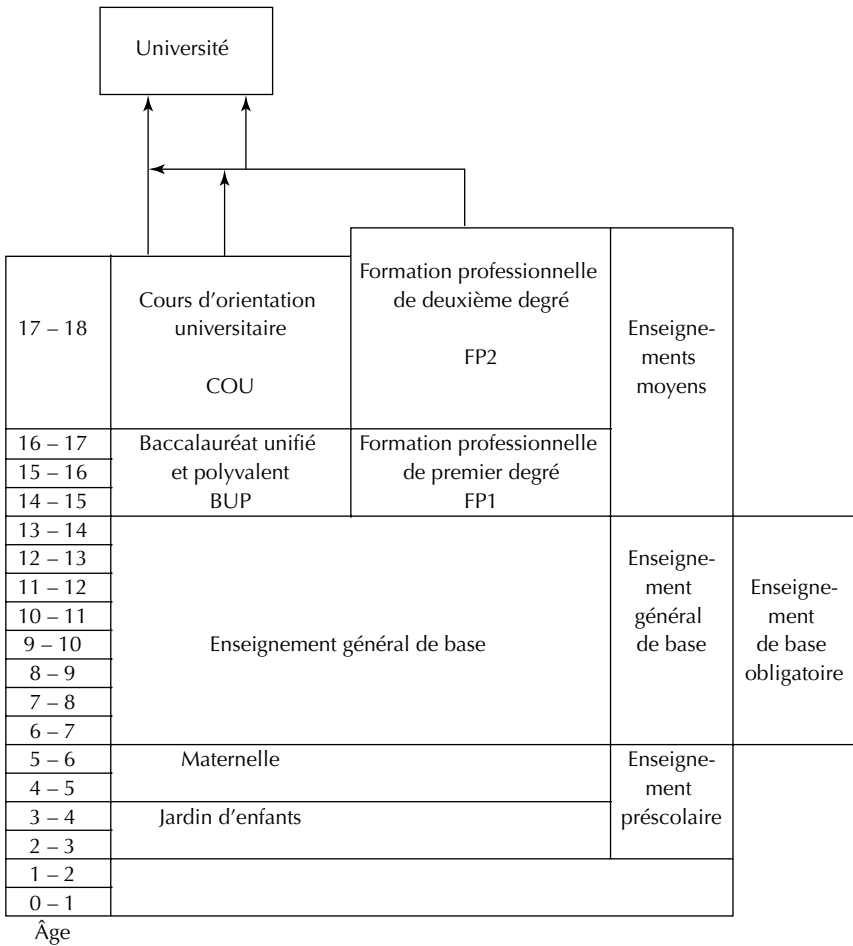 Université
Formation professionnelle
de deuxième degré
FP2
17 – 18
Cours d'orientation
universitaire
COU
Enseigne-
ments
moyens
16 – 17
15 – 16
14 – 15
Baccalauréat unifié
et polyvalent
BUP
Formation professionnelle
de premier degré
FP1
13 – 14
12 – 13
11 – 12
10 – 11
9 – 10
8 – 9
7 – 8
6 – 7
Enseignement général de base
Enseigne-
ment
général
de base
Enseigne-
ment
de base
obligatoire
5 – 6
4 – 5
Maternelle
3 – 4
2 – 3
Jardin d'enfants
Enseigne-
ment
préscolaire
1 – 2
0 – 1
Âge